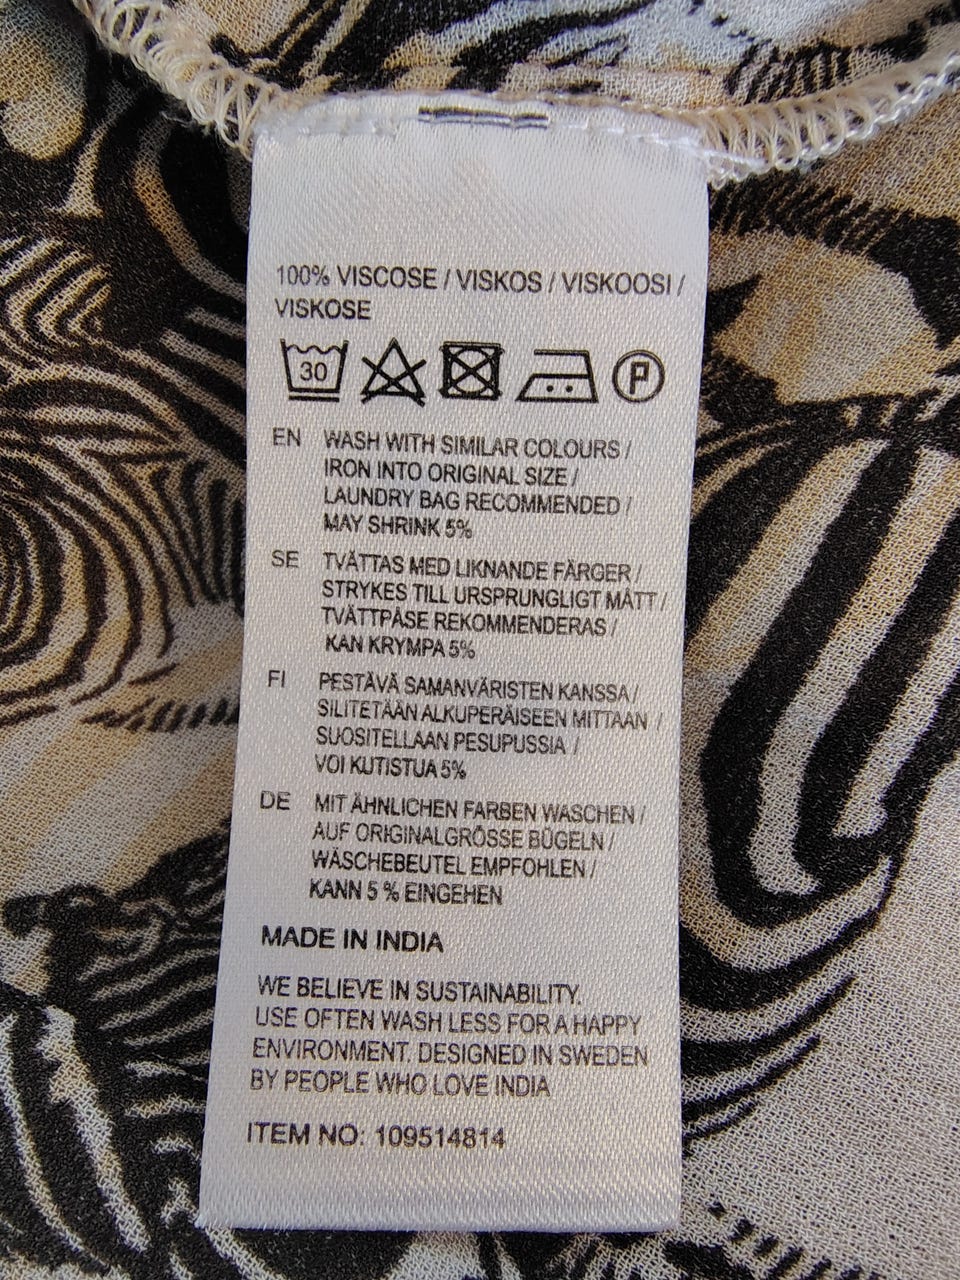 100% VISCOSE / VISKOS / VISKOOSI /
VISKOSE
30 P
EN WASH WITH SIMILAR COLOURS /
IRON INTO ORIGINAL SIZE /
LAUNDRY BAG RECOMMENDED /
MAY SHRINK 5%
SE TVÄTTAS MED LIKNANDE FÄRGER /
STRYKES TILL URSPRUNGLIGT MÅTT /
TVÄTTPÅSE REKOMMENDERAS /
KAN KRYMPA 5%
FI PESTÄVÄ SAMANVÄRISTEN KANSSA /
SILITETÄÄN ALKUPERÄISEEN MITTAAN /
SUOSITELLAAN PESUPUSSIA /
VOI KUTISTUA 5%
DE MIT ÄHNLICHEN FARBEN WASCHEN /
AUF ORIGINALGRÖSSE BÜGELN /
WÄSCHEBEUTEL EMPFOHLEN /
KANN 5 % EINGEHEN
MADE IN INDIA
WE BELIEVE IN SUSTAINABILITY.
USE OFTEN WASH LESS FOR A HAPPY
ENVIRONMENT. DESIGNED IN SWEDEN
BY PEOPLE WHO LOVE INDIA
ITEM NO: 109514814